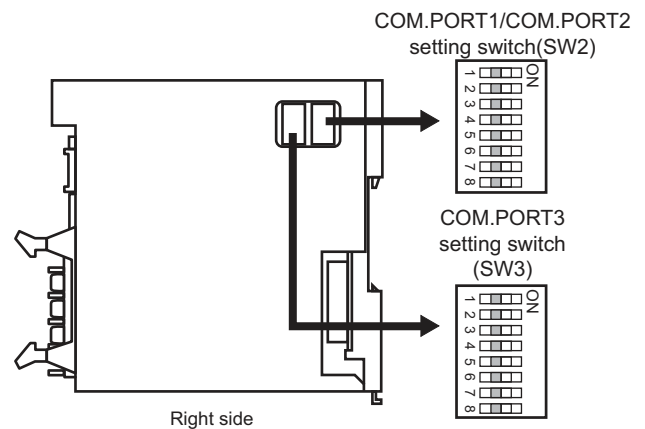 COM.PORT1/COM.PORT2
setting switch(SW2)
ON
1
2
3
4
5
6
7
8
COM.PORT3
setting switch
(SW3)
ON
1
2
3
4
5
6
7
8
Right side